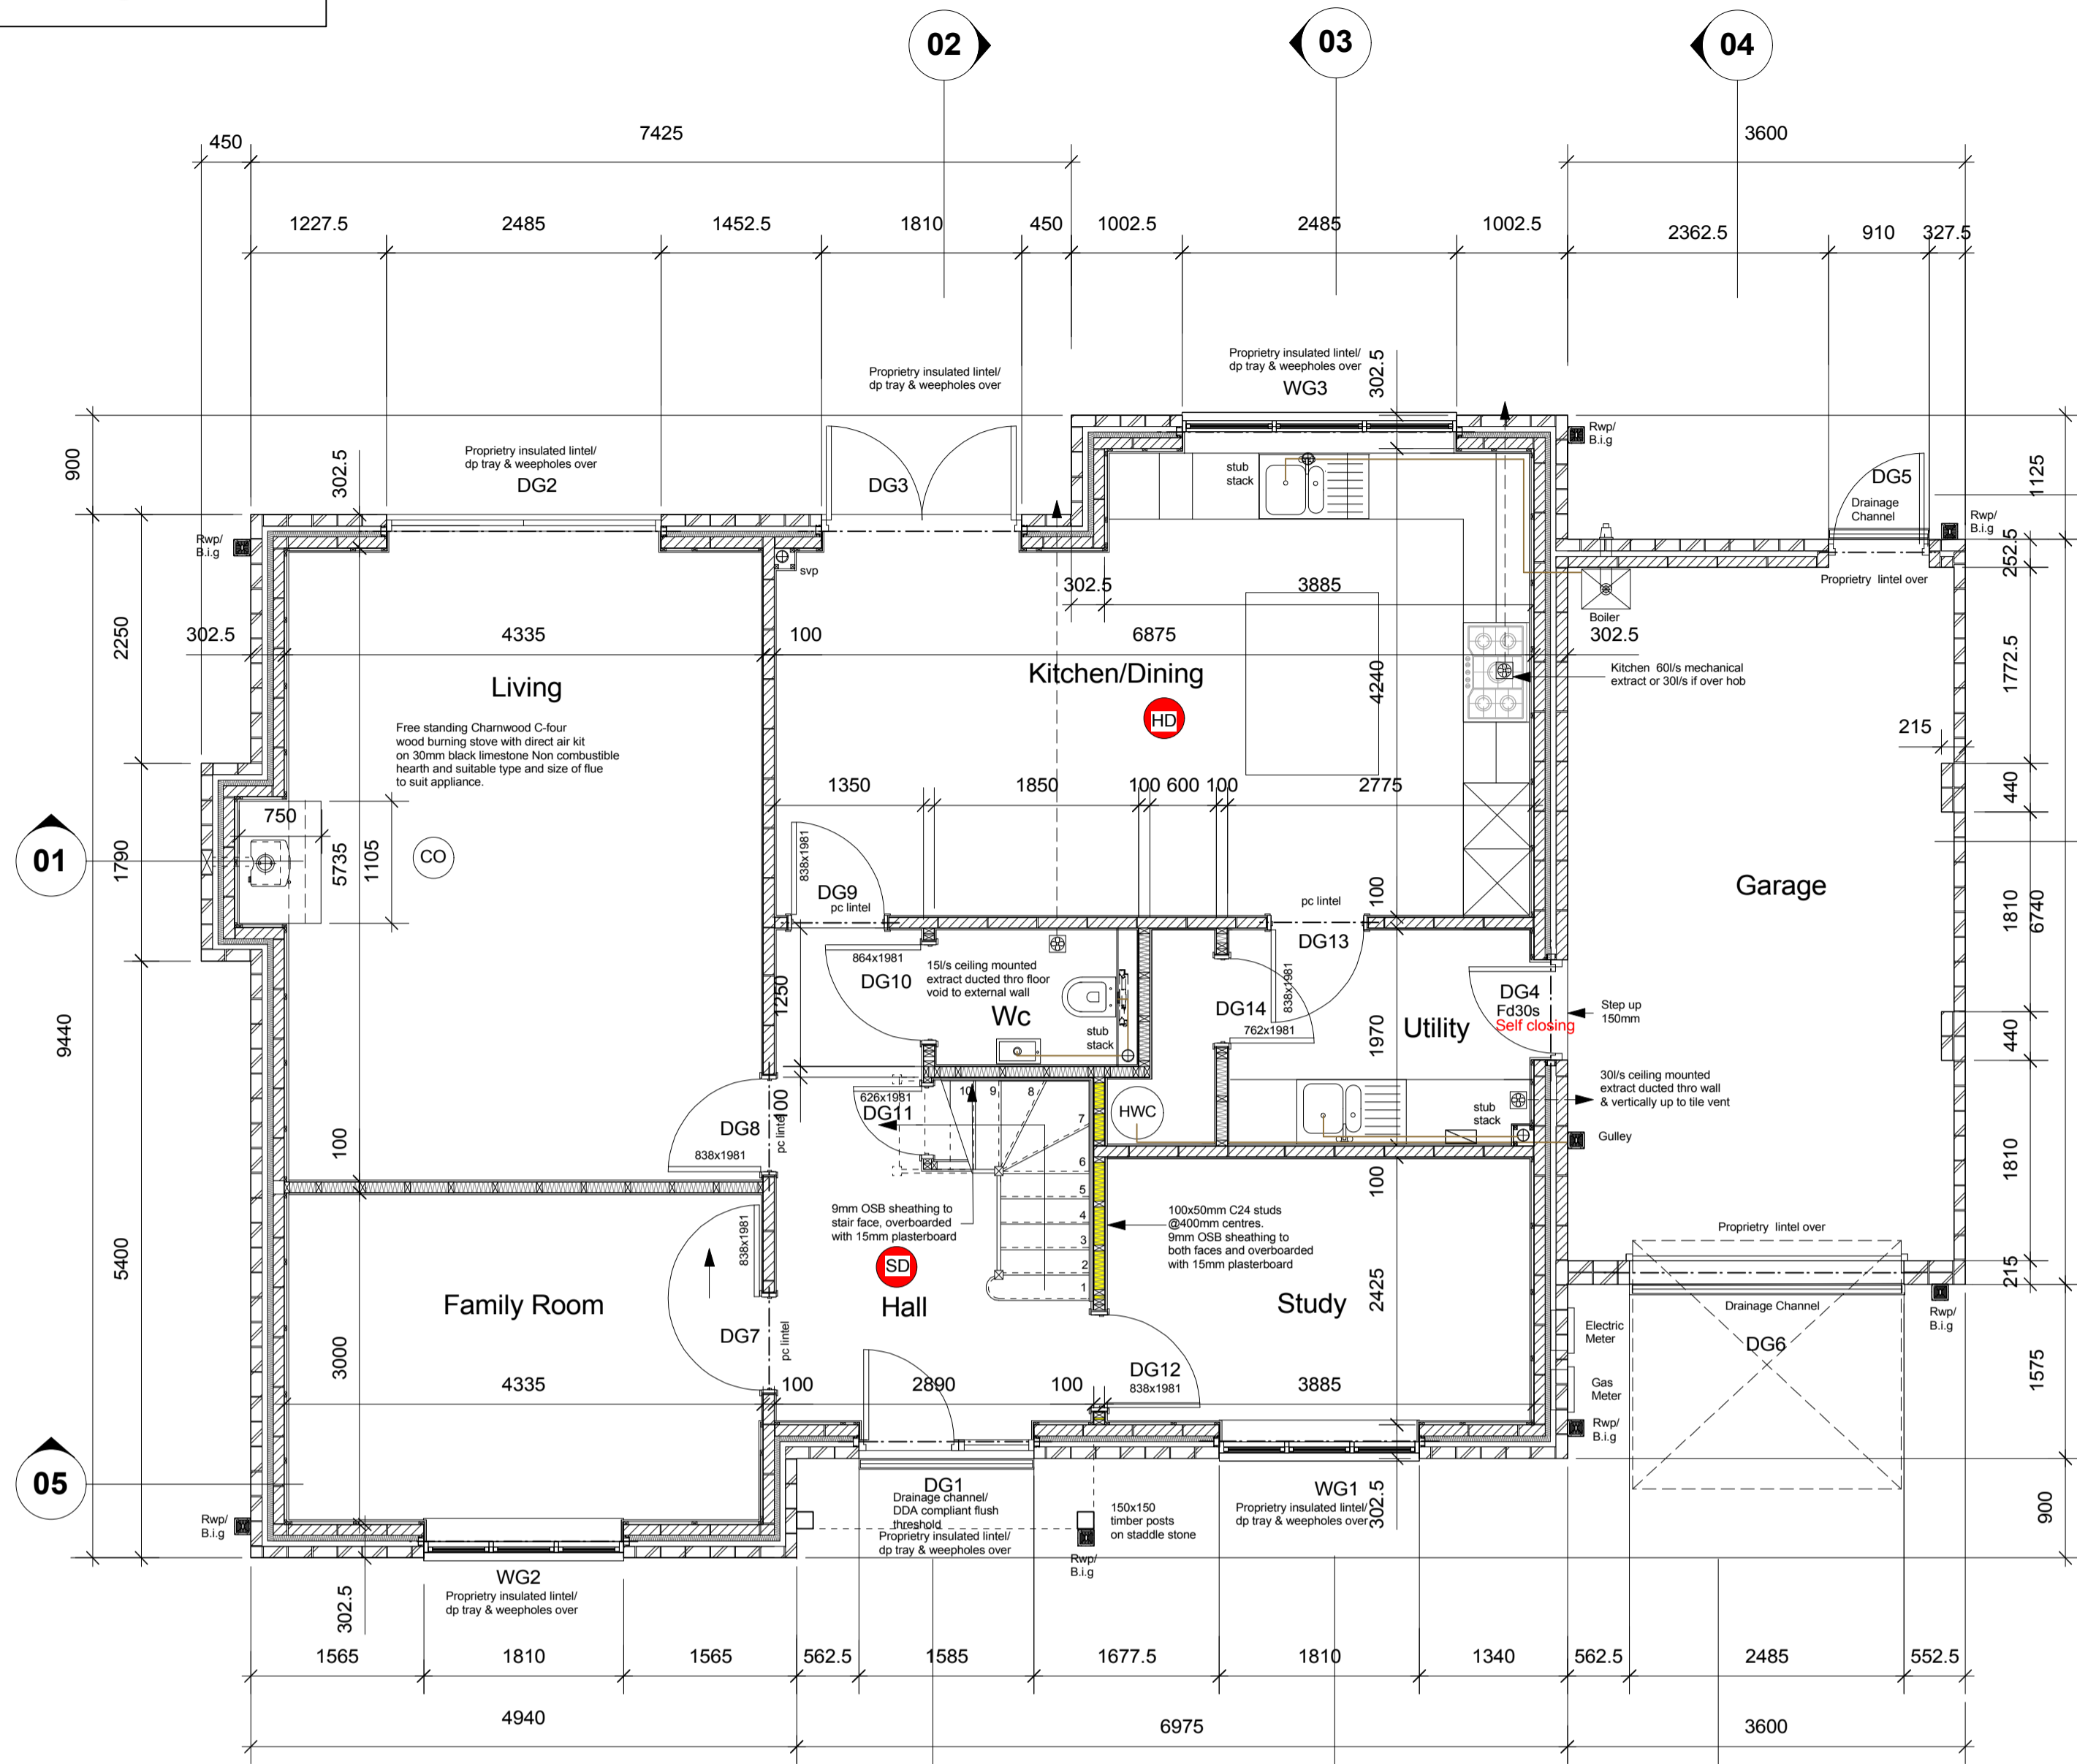 02
03
04
7425
450
3600
1227.5
2485
1452.5
1810
450
1002.5
2485
1002.5
2362.5
910
327.5
Proprietry insulated lintel/
dp tray & weepholes over
WG3
302.5
Proprietry insulated lintel/
dp tray & weepholes over
Rwp/
B.i.g
900
302.5
Proprietry insulated lintel/
dp tray & weepholes over
DG2
DG3
stub
stack
DG5
Drainage
Channel
1125
Rwp/
B.i.g
Rwp/
B.i.g
svp
252.5
302.5
3885
Proprietry lintel over
Boiler
2250
302.5
4335
100
6875
302.5
Living
Kitchen/Dining
4240
Kitchen 60l/s mechanical
extract or 30l/s if over hob
1772.5
HD
215
Free standing Charnwood C-four
wood burning stove with direct air kit
on 30mm black limestone Non combustible
hearth and suitable type and size of flue
to suit appliance.
1350
1850
100
600
100
2775
440
750
01
1790
5735
1105
CO
838x1981
DG9
pc lintel
pc lintel
100
Garage
1810
6740
DG13
864x1981
DG10
15l/s ceiling mounted
extract ducted thro floor
void to external wall
1250
Wc
stub
stack
838x1981
DG14
762x1981
1970
Utility
DG4
Fd30s
Self closing
Step up
150mm
9440
440
626x1981
DG11
100
10
9
8
7
HWC
stub
stack
30l/s ceiling mounted
extract ducted thro wall
& vertically up to tile vent
Gulley
DG8
838x1981
pc lintel
100
6
5
4
3
2
1
100
1810
5400
838x1981
9mm OSB sheathing to
stair face, overboarded
with 15mm plasterboard
100x50mm C24 studs
@400mm centres.
9mm OSB sheathing to
both faces and overboarded
with 15mm plasterboard
Proprietry lintel over
SD
215
Family Room
Hall
Study
2425
Drainage Channel
Rwp/
B.i.g
Electric
Meter
DG6
3000
DG7
pc lintel
DG12
838x1981
4335
100
2890
100
3885
Gas
Meter
1575
Rwp/
B.i.g
05
DG1
Drainage channel/
DDA compliant flush
threshold
Proprietry insulated lintel/
dp tray & weepholes over
150x150
timber posts
on staddle stone
WG1
Proprietry insulated lintel/
dp tray & weepholes over
302.5
900
Rwp/
B.i.g
Rwp/
B.i.g
WG2
Proprietry insulated lintel/
dp tray & weepholes over
302.5
1565
1810
1565
562.5
1585
1677.5
1810
1340
562.5
2485
552.5
4940
6975
3600